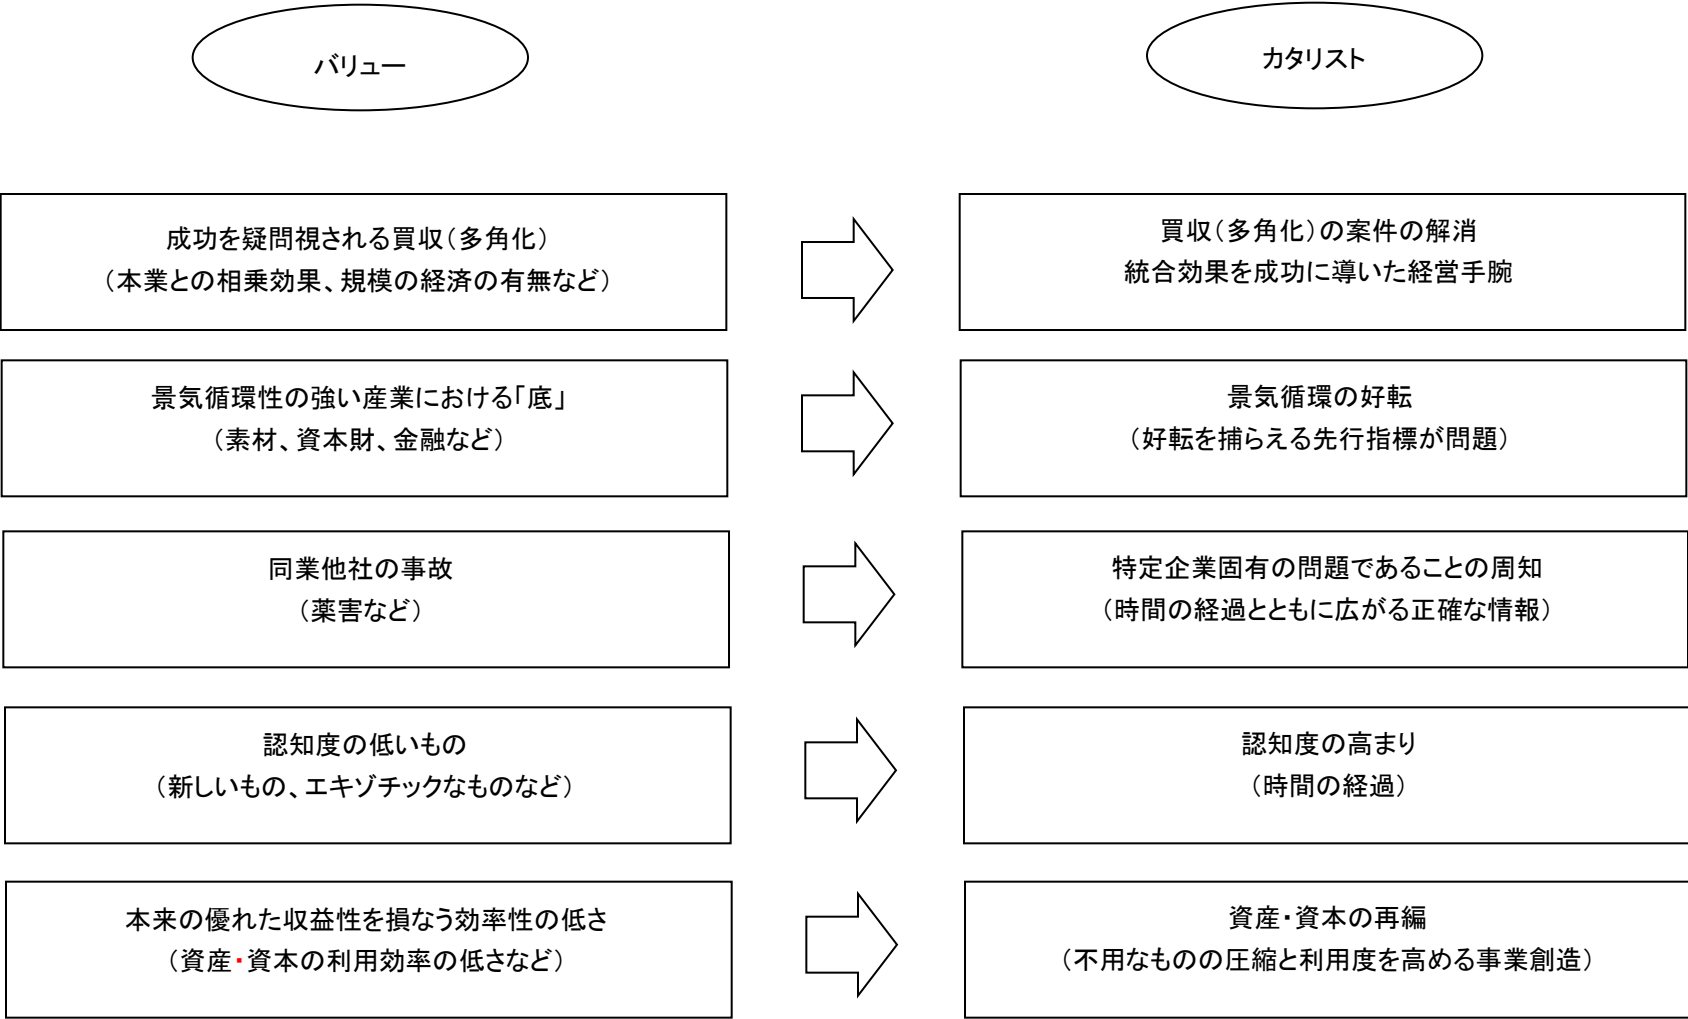 バリュー
カタリスト
成功を疑問視される買収（多角化）
（本業との相乗効果、規模の経済の有無など）
買収（多角化）の案件の解消
統合効果を成功に導いた経営手腕
景気循環性の強い産業における「底」
（素材、資本財、金融など）
景気循環の好転
（好転を捕らえる先行指標が問題）
同業他社の事故
（薬害など）
特定企業固有の問題であることの周知
（時間の経過とともに広がる正確な情報）
認知度の低いもの
（新しいもの、エキゾチックなものなど）
認知度の高まり
（時間の経過）
本来の優れた収益性を損なう効率性の低さ
（資産・資本の利用効率の低さなど）
資産・資本の再編
（不用なものの圧縮と利用度を高める事業創造）